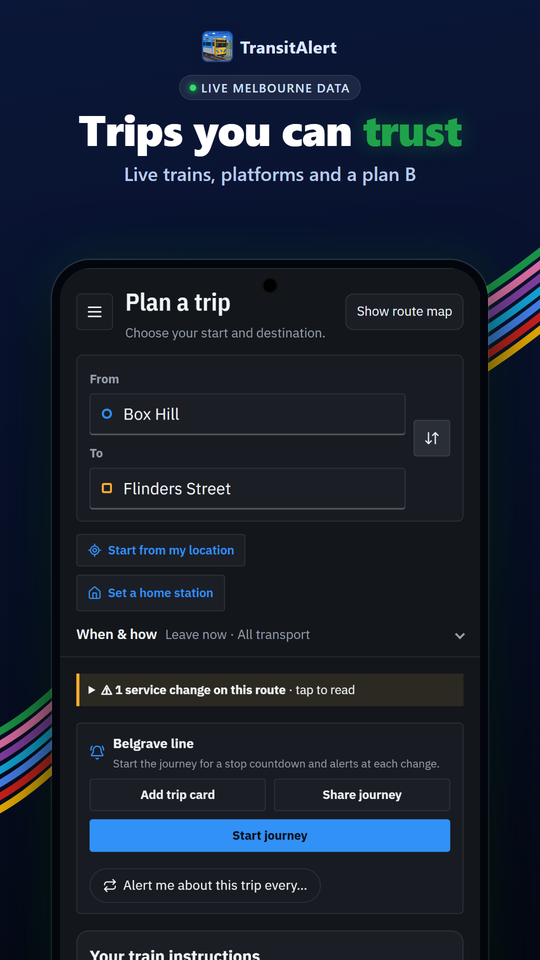 TransitAlert
LIVE MELBOURNE DATA
Trips you can trust
Live trains, platforms and a plan B
Plan a trip
Choose your start and destination.
Show route map
From
Box Hill
To
Flinders Street
Start from my location
Set a home station
When & how Leave now · All transport
▶ ⚠ 1 service change on this route · tap to read
Belgrave line
Start the journey for a stop countdown and alerts at each change.
Add trip card
Share journey
Start journey
Alert me about this trip every...
Your train instructions